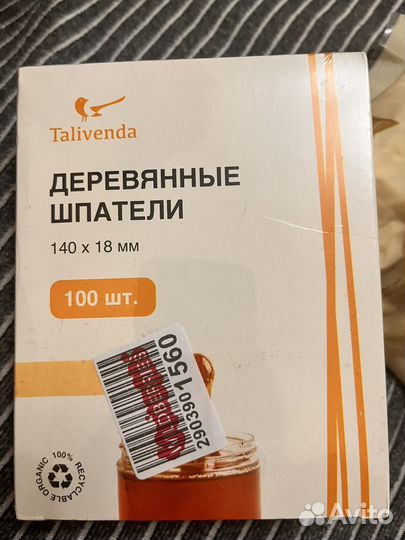 Talivenda
ДЕРЕВЯННЫЕ
ШПАТЕЛИ
140 х 18 мм
100 шт.
2903901560
100% RECYCLABLE ORGANIC
Avito